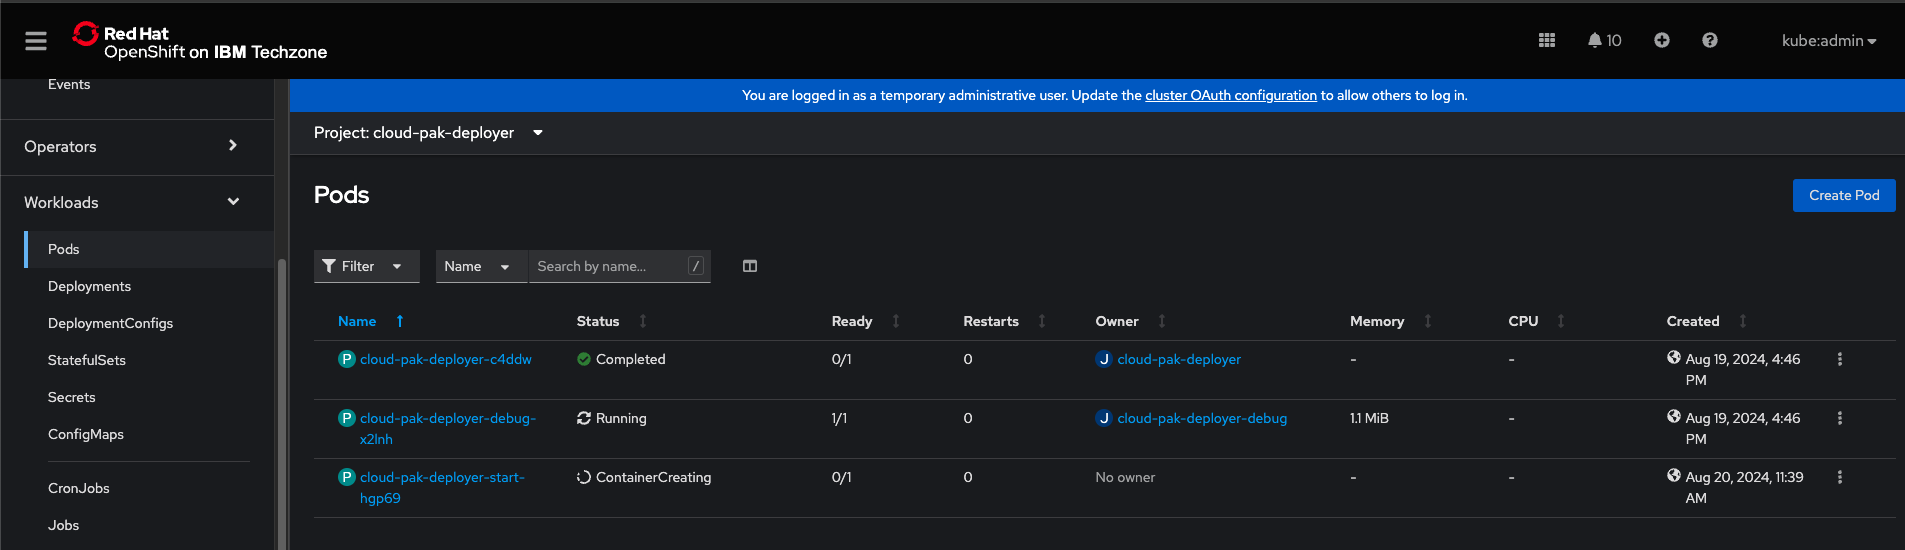 Red Hat
OpenShift on IBM Techzone
10
kube:admin
Events
You are logged in as a temporary administrative user. Update the cluster OAuth configuration to allow others to log in.
Project: cloud-pak-deployer
Operators
Workloads
Pods
Deployments
DeploymentConfigs
StatefulSets
Secrets
ConfigMaps
CronJobs
Jobs
Pods
Create Pod
Filter
Name
Search by name...
/
Name Status Ready Restarts Owner Memory CPU Created
P cloud-pak-deployer-c4ddw Completed 0/1 0 J cloud-pak-deployer - - Aug 19, 2024, 4:46
PM
P cloud-pak-deployer-debug- Running 1/1 0 J cloud-pak-deployer-debug 1.1 MiB - Aug 19, 2024, 4:46
x2lnh PM
P cloud-pak-deployer-start- ContainerCreating 0/1 0 No owner - - Aug 20, 2024, 11:39
hgp69 AM